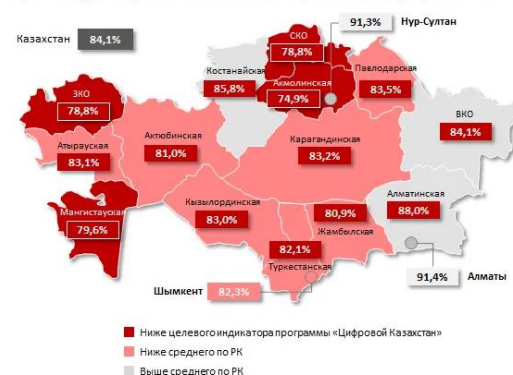 Казахстан 84,1%
91,3% Нур-Султан
СКО
78,8%
Костанайская
85,8%
Акмолинская
74,9%
Павлодарская
83,5%
ЗКО
78,8%
ВКО
84,1%
Атырауская
83,1%
Актюбинская
81,0%
Карагандинская
83,2%
Мангистауская
79,6%
Кызылординская
83,0%
80,9%
Жамбылская
Алматинская
88,0%
82,1%
Туркестанская
Шымкент 82,3%
91,4% Алматы
Ниже целевого индикатора программы «Цифровой Казахстан»
Ниже среднего по РК
Выше среднего по РК